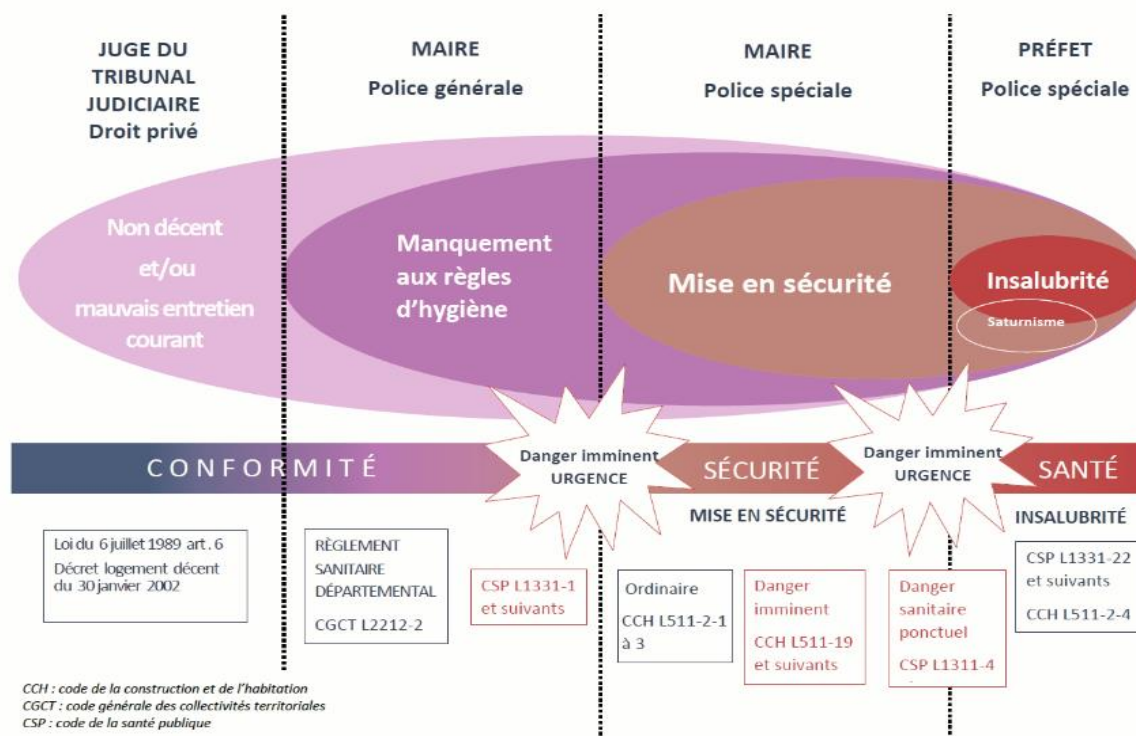 JUGE DU
TRIBUNAL
JUDICIAIRE
Droit privé
MAIRE
Police générale
MAIRE
Police spéciale
PRÉFET
Police spéciale
Non décent
et/ou
mauvais entretien
courant
Manquement
aux règles
d'hygiène
Mise en sécurité
Insalubrité
Saturnisme
CONFORMITÉ
Danger imminent
URGENCE
SÉCURITÉ
Danger imminent
URGENCE
SANTÉ
MISE EN SÉCURITÉ
INSALUBRITÉ
Loi du 6 juillet 1989 art. 6
Décret logement décent
du 30 janvier 2002
RÈGLEMENT
SANITAIRE
DÉPARTEMENTAL
CGCT L2212-2
CSP L1331-1
et suivants
Ordinaire
CCH L511-2-1
à 3
Danger
imminent
CCH L511-19
et suivants
Danger
sanitaire
ponctuel
CSP L1311-4
CSP L1331-22
et suivants
CCH L511-2-4
CCH : code de la construction et de l'habitation
CGCT : code générale des collectivités territoriales
CSP : code de la santé publique